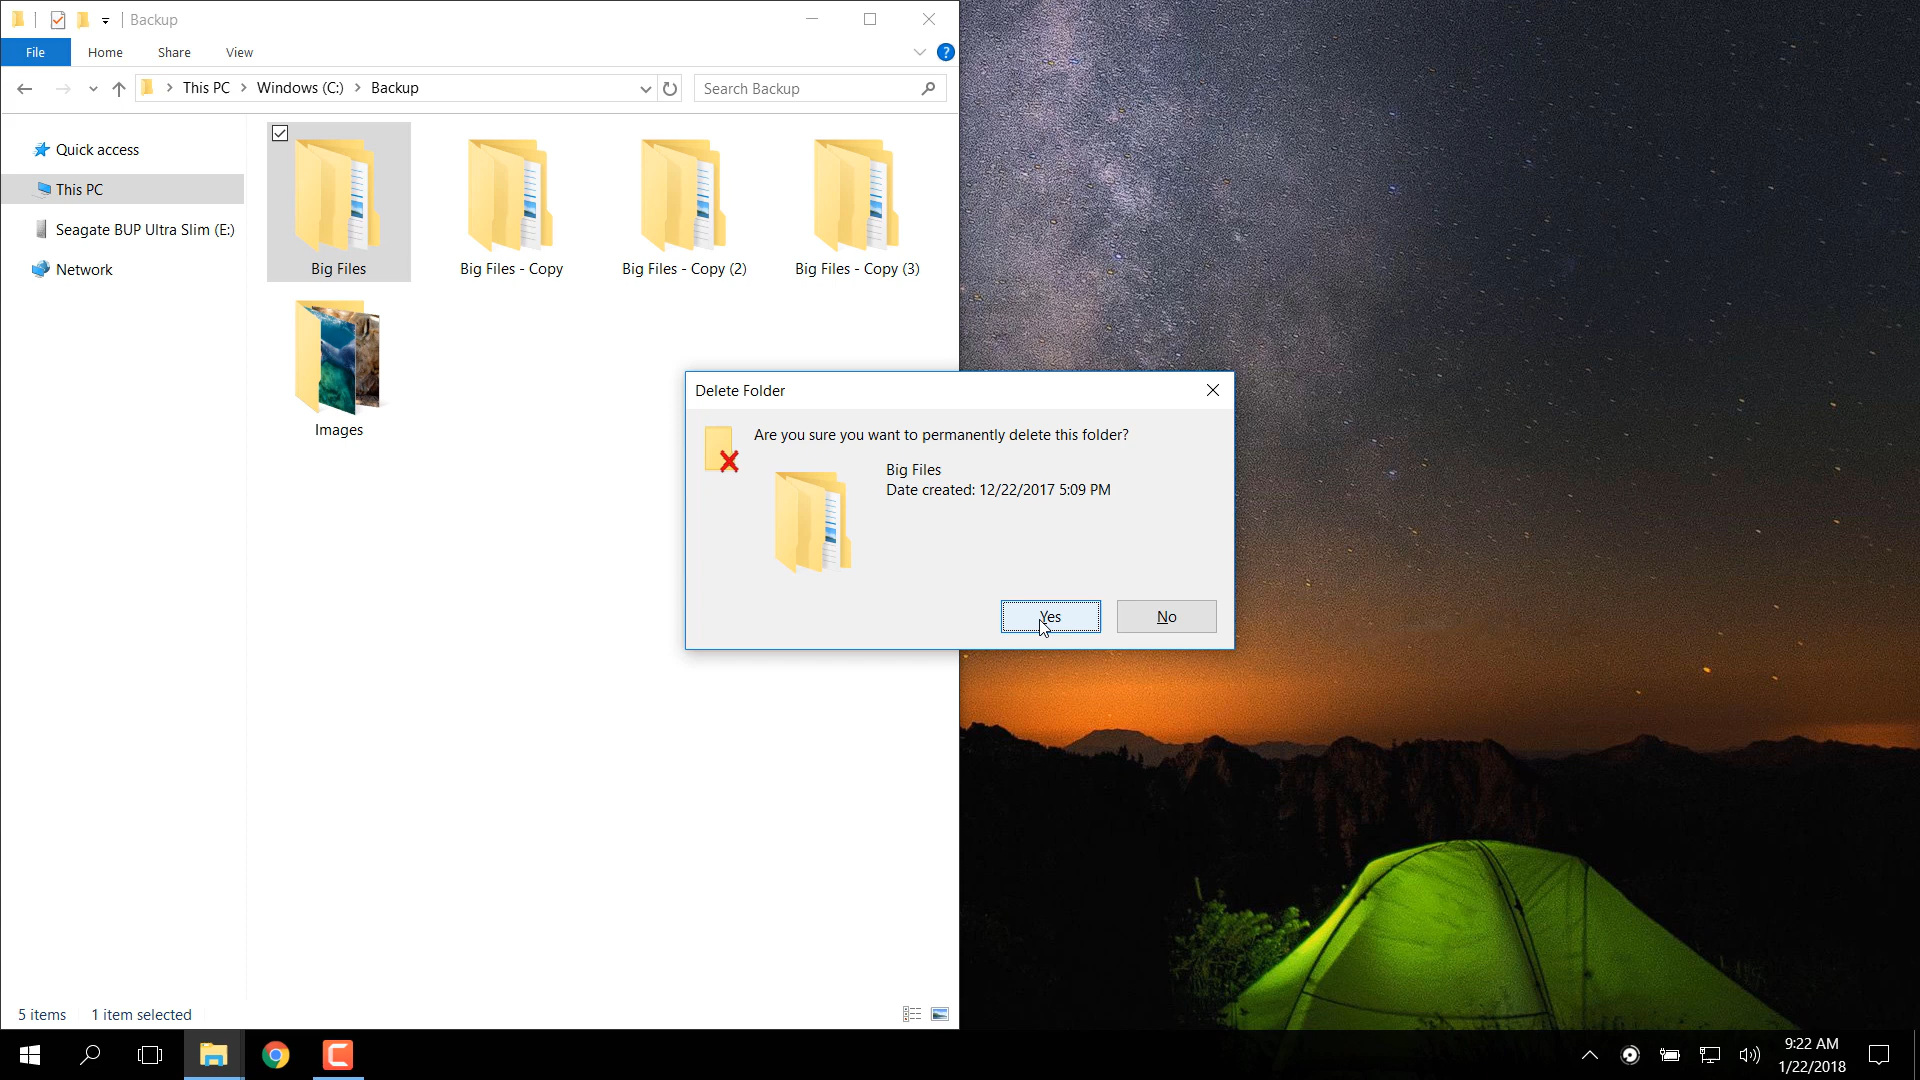 Backup
File Home Share View
This PC Windows (C:) Backup Search Backup
Quick access
This PC
Seagate BUP Ultra Slim (E:)
Network
Big Files Big Files - Copy Big Files - Copy (2) Big Files - Copy (3)
Images
Delete Folder
Are you sure you want to permanently delete this folder?
Big Files
Date created: 12/22/2017 5:09 PM
Yes No
5 items 1 item selected
9:22 AM
1/22/2018